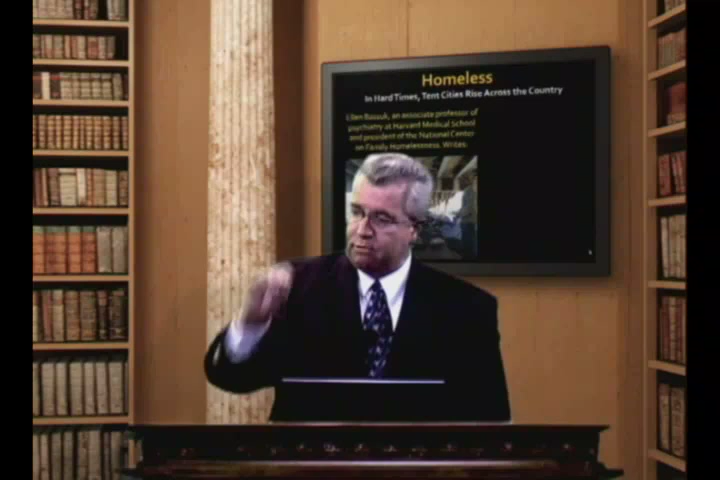 Homeless
In Hard Times, Tent Cities Rise Across the Country
Ellen Bassuk, an associate professor of
psychiatry at Harvard Medical School
and president of the National Center
on Family Homelessness. Writes: